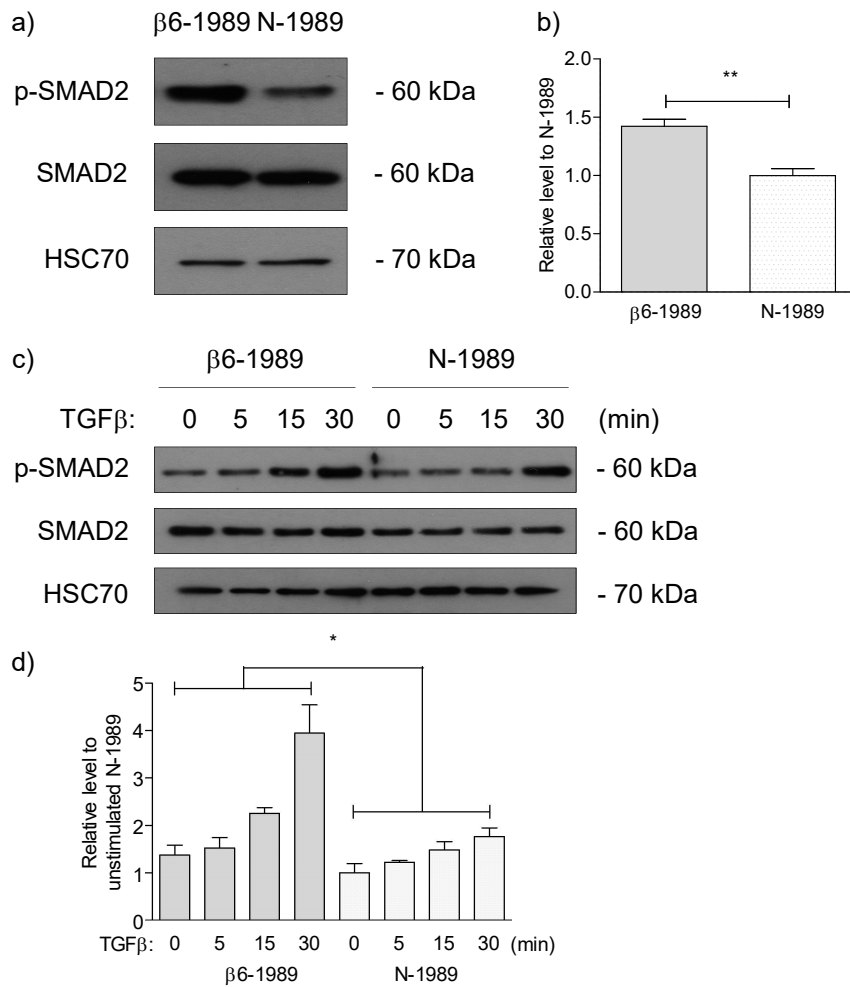 a)
β6-1989 N-1989
p-SMAD2 - 60 kDa
SMAD2 - 60 kDa
HSC70 - 70 kDa
b)
Relative level to N-1989
2.0
1.5
1.0
0.5
0.0
**
β6-1989 N-1989
c)
β6-1989 N-1989
TGFβ: 0 5 15 30 0 5 15 30 (min)
p-SMAD2 - 60 kDa
SMAD2 - 60 kDa
HSC70 - 70 kDa
d)
*
Relative level to
unstimulated N-1989
5
4
3
2
1
0
TGFβ: 0 5 15 30 0 5 15 30 (min)
β6-1989 N-1989